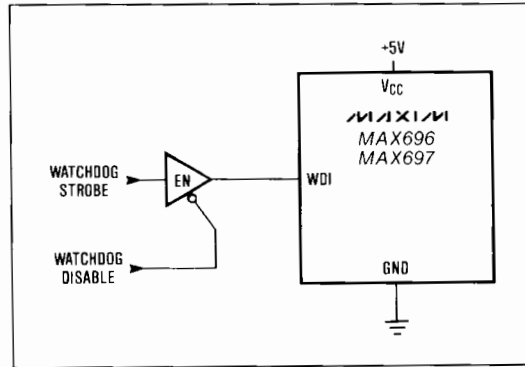 +5V
VCC
MAXIM
MAX696
MAX697
WATCHDOG
STROBE
EN
WDI
WATCHDOG
DISABLE
GND